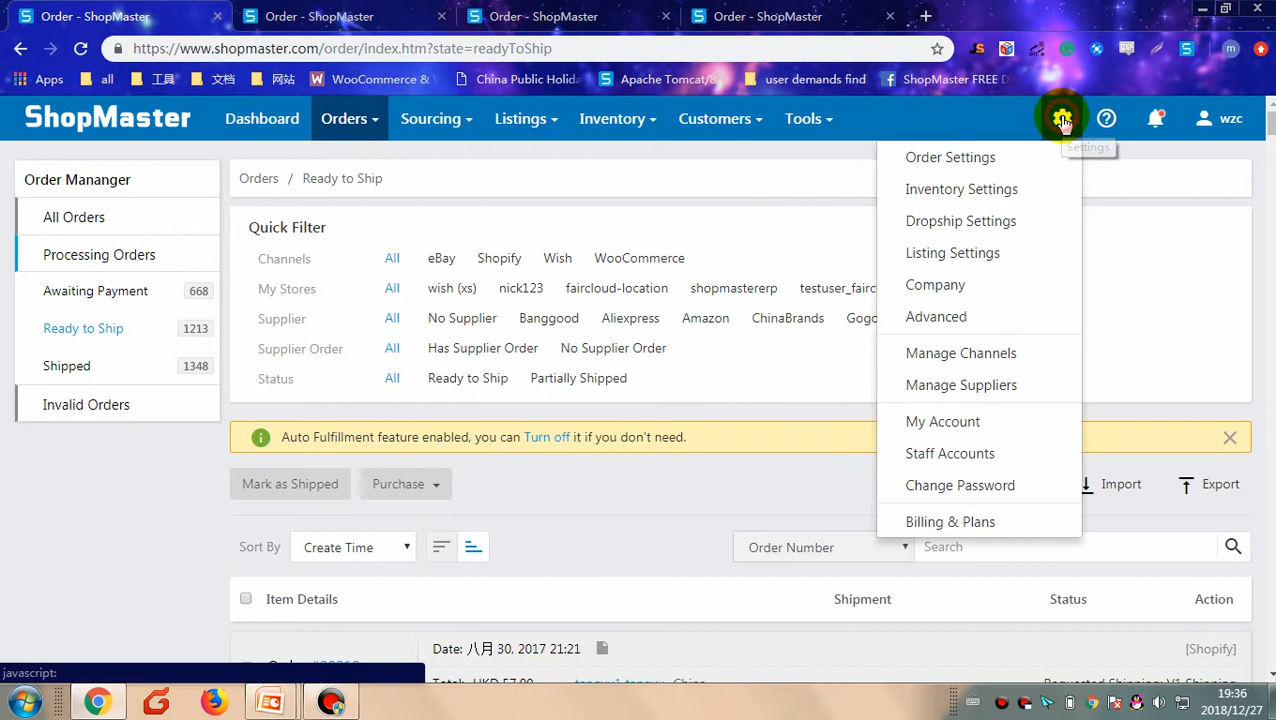 Order - ShopMaster
Order - ShopMaster
Order - ShopMaster
Order - ShopMaster
https://www.shopmaster.com/order/index.htm?state=readyToShip
Apps all 工具 文档 网站 WooCommerce & China Public Holida Apache Tomcat/8 user demands find ShopMaster FREE D
ShopMaster Dashboard Orders Sourcing Listings Inventory Customers Tools wzc
Settings
Order Settings
Inventory Settings
Dropship Settings
Listing Settings
Company
Advanced
Manage Channels
Manage Suppliers
My Account
Staff Accounts
Change Password
Billing & Plans
Order Mananger
All Orders
Processing Orders
Awaiting Payment 668
Ready to Ship 1213
Shipped 1348
Invalid Orders
Orders / Ready to Ship
Quick Filter
Channels All eBay Shopify Wish WooCommerce
My Stores All wish (xs) nick123 faircloud-location shopmastererp testuser_fairc
Supplier All No Supplier Banggood Aliexpress Amazon ChinaBrands Gogo
Supplier Order All Has Supplier Order No Supplier Order
Status All Ready to Ship Partially Shipped
Auto Fulfillment feature enabled, you can Turn off it if you don't need.
Mark as Shipped Purchase Import Export
Sort By Create Time Order Number Search
Item Details Shipment Status Action
Date: 八月 30, 2017 21:21 [Shopify]
javascript:
19:36
2018/12/27